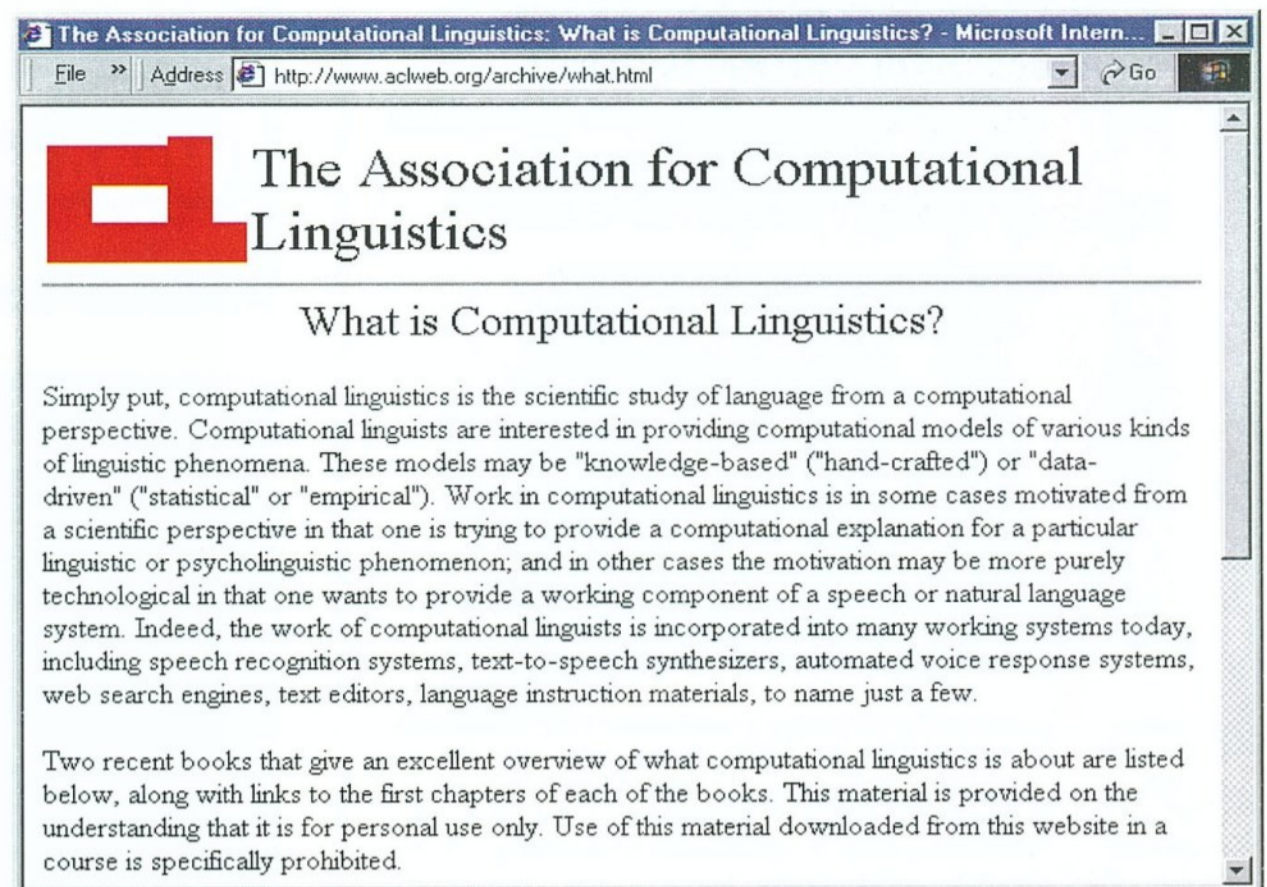 The Association for Computational Linguistics: What is Computational Linguistics? - Microsoft Intern...
File » Address http://www.aclweb.org/archive/what.html Go
The Association for Computational
Linguistics
What is Computational Linguistics?
Simply put, computational linguistics is the scientific study of language from a computational
perspective. Computational linguists are interested in providing computational models of various kinds
of linguistic phenomena. These models may be "knowledge-based" ("hand-crafted") or "data-
driven" ("statistical" or "empirical"). Work in computational linguistics is in some cases motivated from
a scientific perspective in that one is trying to provide a computational explanation for a particular
linguistic or psycholinguistic phenomenon; and in other cases the motivation may be more purely
technological in that one wants to provide a working component of a speech or natural language
system. Indeed, the work of computational linguists is incorporated into many working systems today,
including speech recognition systems, text-to-speech synthesizers, automated voice response systems,
web search engines, text editors, language instruction materials, to name just a few.
Two recent books that give an excellent overview of what computational linguistics is about are listed
below, along with links to the first chapters of each of the books. This material is provided on the
understanding that it is for personal use only. Use of this material downloaded from this website in a
course is specifically prohibited.